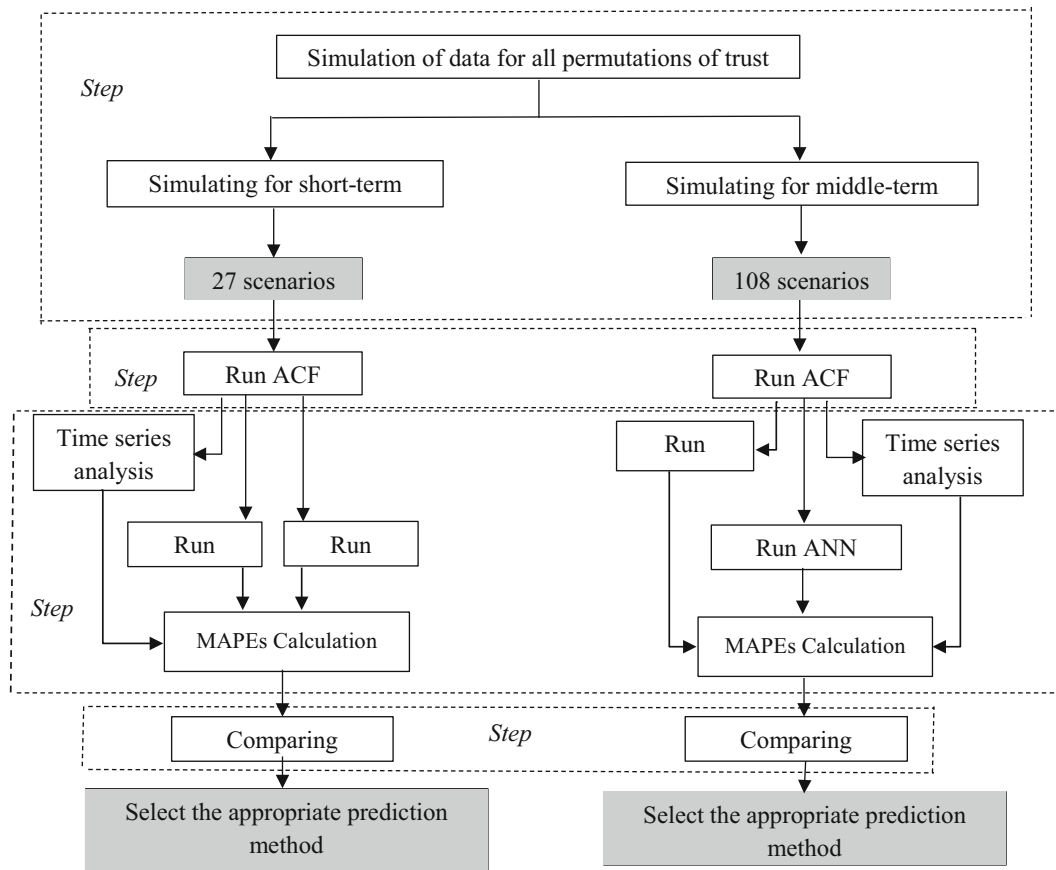 Simulation of data for all permutations of trust
Step
Simulating for short-term
Simulating for middle-term
27 scenarios
108 scenarios
Step
Run ACF
Run ACF
Time series
analysis
Run
Time series
analysis
Run
Run
Run ANN
Step
MAPEs Calculation
MAPEs Calculation
Comparing
Step
Comparing
Select the appropriate prediction
method
Select the appropriate prediction
method